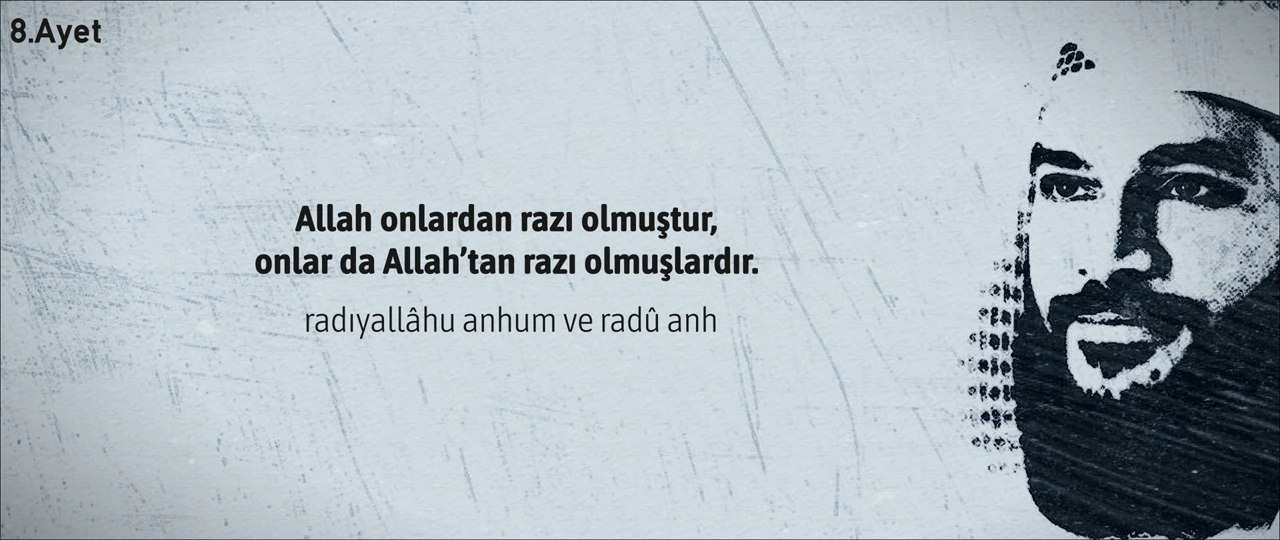 8.Ayet
Allah onlardan razı olmuştur,
onlar da Allah’tan razı olmuşlardır.
radıyallâhu anhum ve radû anh